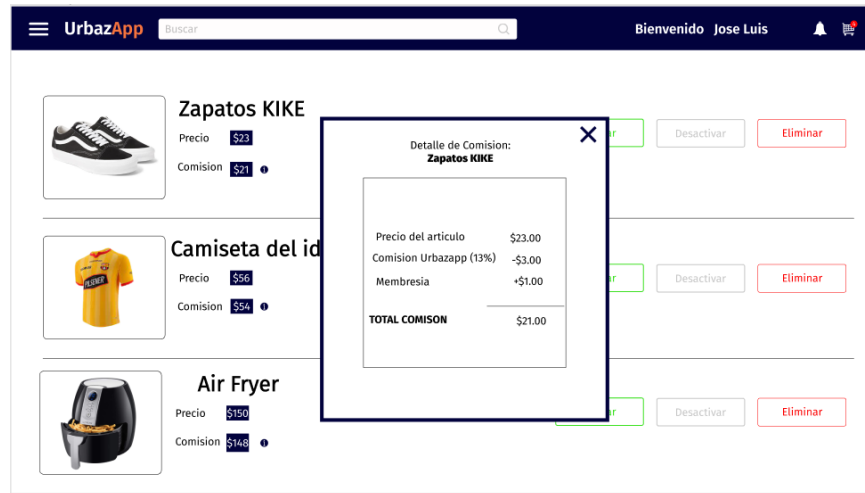 UrbazApp Buscar Bienvenido Jose Luis
Zapatos KIKE
Precio $23
Comision $21
Desactivar Eliminar
Camiseta del id
Precio $56
Comision $54
Desactivar Eliminar
Air Fryer
Precio $150
Comision $148
Desactivar Eliminar
Detalle de Comision:
Zapatos KIKE
Precio del articulo $23.00
Comision Urbazapp (13%) -$3.00
Membresia +$1.00
TOTAL COMISON $21.00